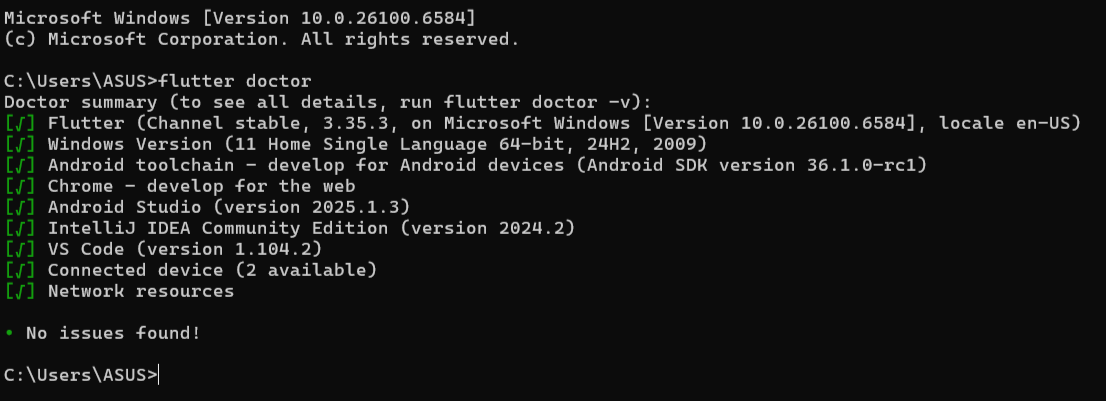 Microsoft Windows [Version 10.0.26100.6584]
(c) Microsoft Corporation. All rights reserved.
C:\Users\ASUS>flutter doctor
Doctor summary (to see all details, run flutter doctor -v):
[√] Flutter (Channel stable, 3.35.3, on Microsoft Windows [Version 10.0.26100.6584], locale en-US)
[√] Windows Version (11 Home Single Language 64-bit, 24H2, 2009)
[√] Android toolchain - develop for Android devices (Android SDK version 36.1.0-rc1)
[√] Chrome - develop for the web
[√] Android Studio (version 2025.1.3)
[√] IntelliJ IDEA Community Edition (version 2024.2)
[√] VS Code (version 1.104.2)
[√] Connected device (2 available)
[√] Network resources
• No issues found!
C:\Users\ASUS>